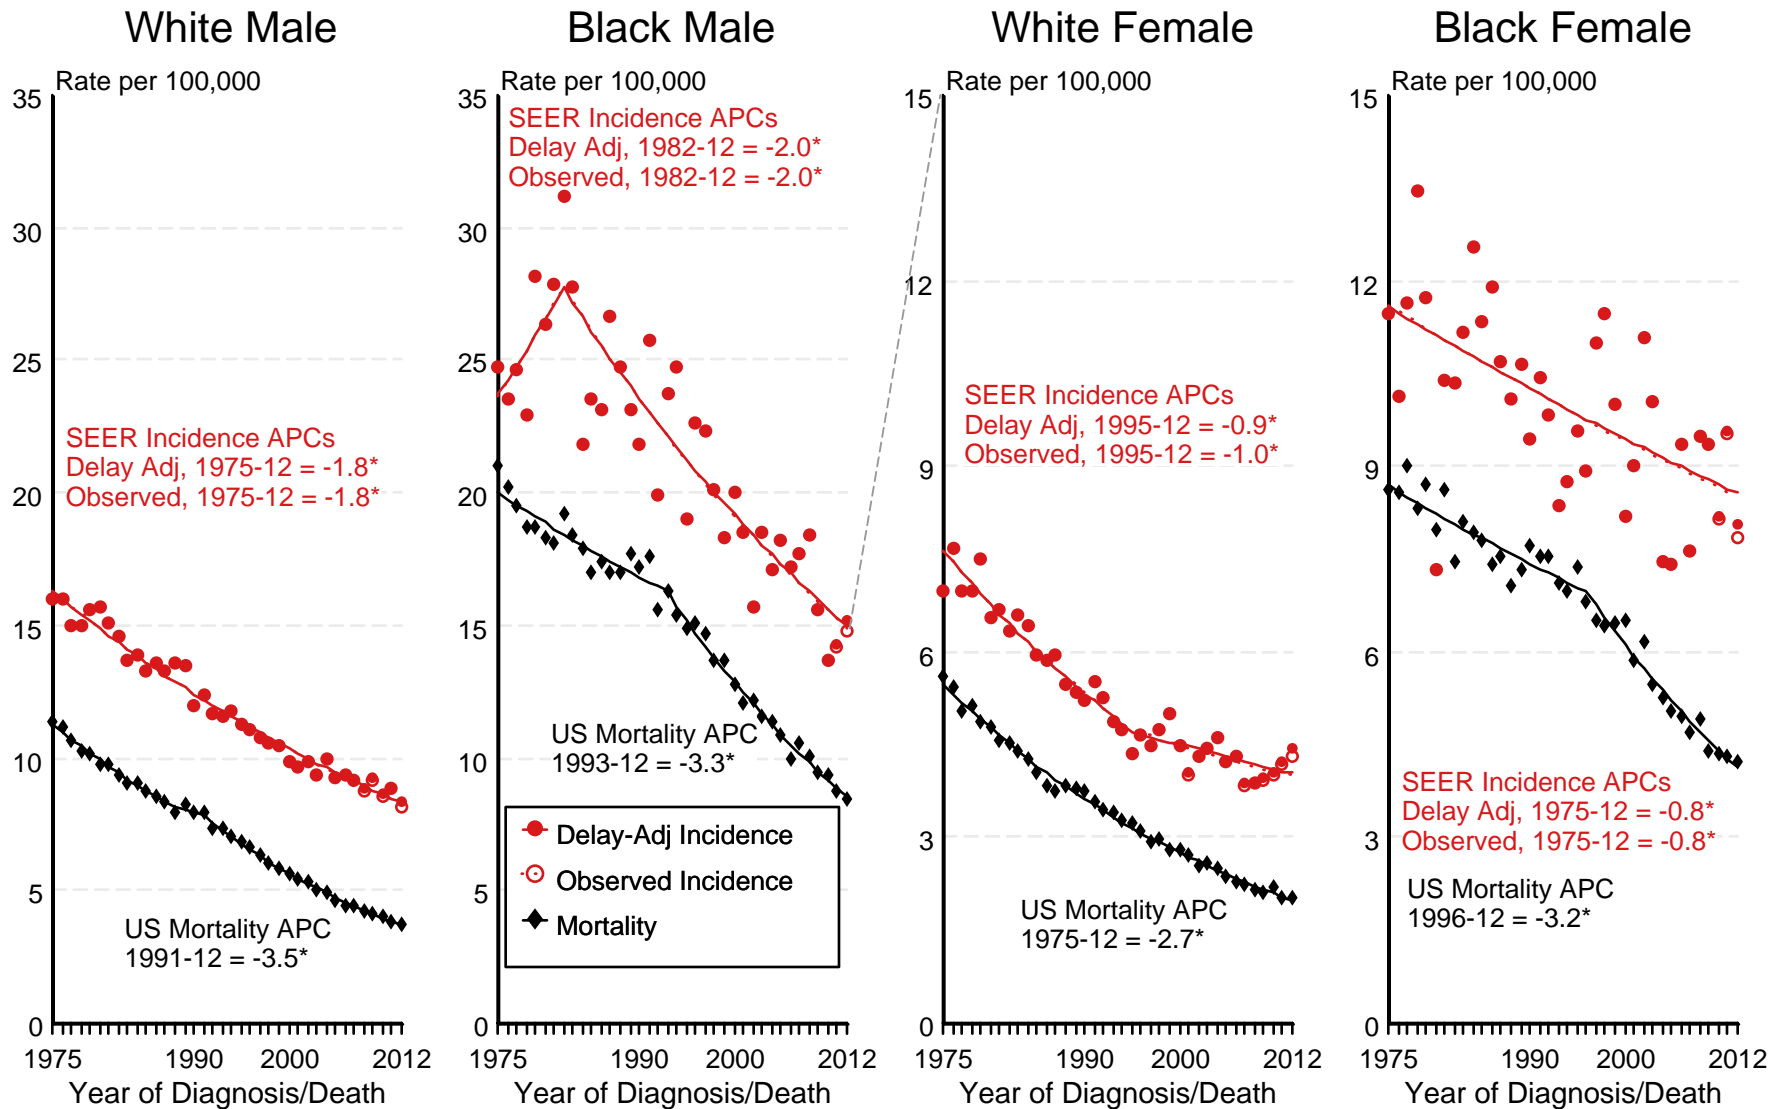 White Male
Rate per 100,000
35
30
25
20
15
10
5
0
SEER Incidence APCs
Delay Adj, 1975-12 = -1.8*
Observed, 1975-12 = -1.8*
US Mortality APC
1991-12 = -3.5*
1975 1990 2000 2012
Year of Diagnosis/Death
Black Male
Rate per 100,000
35
30
25
20
15
10
5
0
SEER Incidence APCs
Delay Adj, 1982-12 = -2.0*
Observed, 1982-12 = -2.0*
US Mortality APC
1993-12 = -3.3*
Delay-Adj Incidence
Observed Incidence
Mortality
1975 1990 2000 2012
Year of Diagnosis/Death
White Female
Rate per 100,000
15
12
9
6
3
0
SEER Incidence APCs
Delay Adj, 1995-12 = -0.9*
Observed, 1995-12 = -1.0*
US Mortality APC
1975-12 = -2.7*
1975 1990 2000 2012
Year of Diagnosis/Death
Black Female
Rate per 100,000
15
12
9
6
3
0
SEER Incidence APCs
Delay Adj, 1975-12 = -0.8*
Observed, 1975-12 = -0.8*
US Mortality APC
1996-12 = -3.2*
1975 1990 2000 2012
Year of Diagnosis/Death